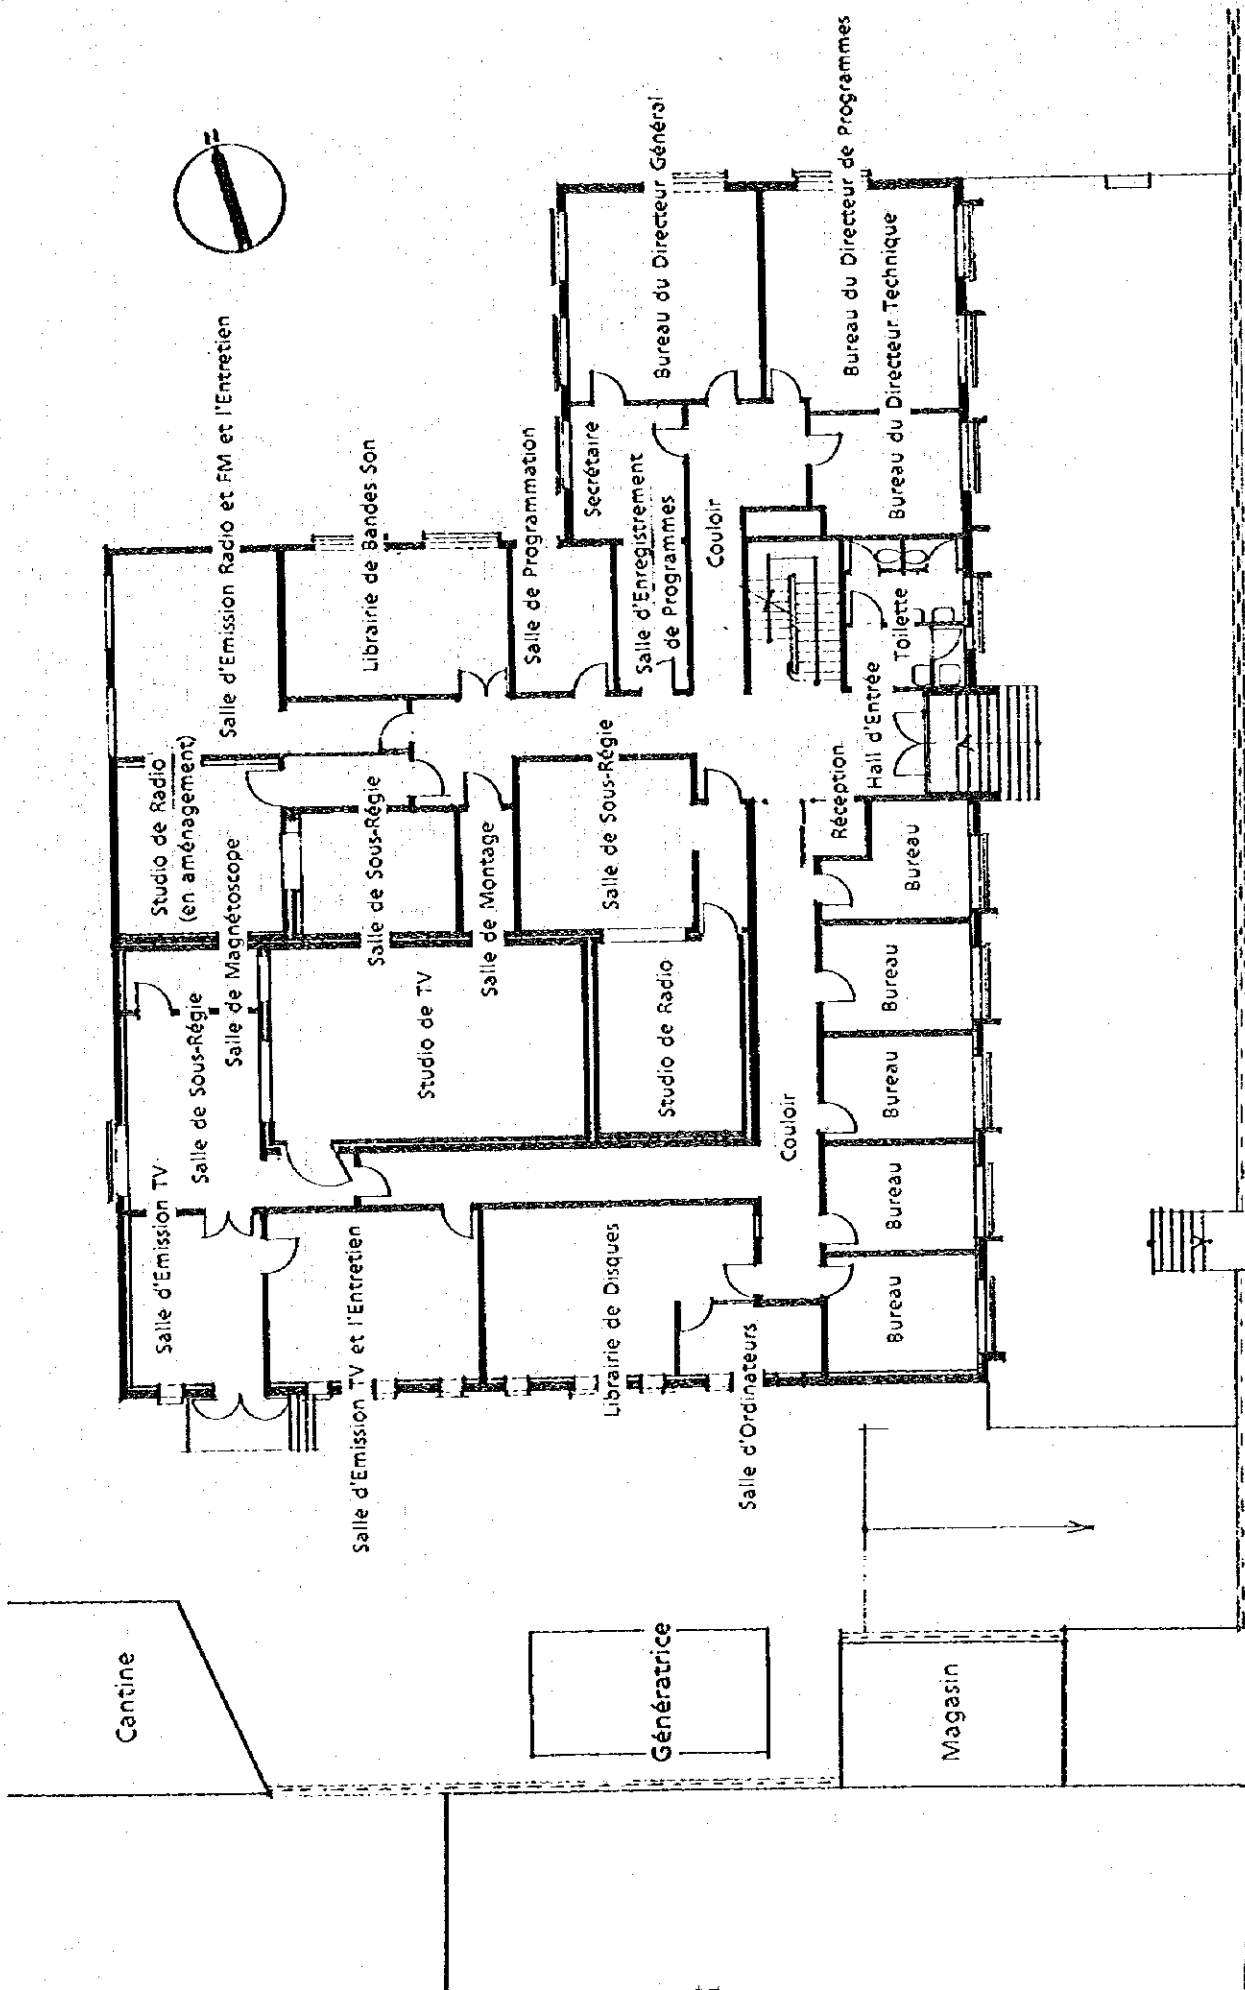 Cantine
Salle d'Emission TV
Salle de Sous-Régie
Salle de Magnétoscope
Studio de Radio
(en aménagement)
Salle d'Emission Radio et FM et l'Entretien
Salle d'Emission TV et l'Entretien
Studio de TV
Salle de Sous-Régie
Salle de Montage
Librairie de Bandes Son
Salle de Programmation
Secrétaire
Bureau du Directeur Général
Génératrice
Librairie de Disques
Studio de Radio
Salle de Sous-Régie
Salle d'Enregistrement
de Programmes
Couloir
Salle d'Ordinateurs
Couloir
Réception
Hall d'Entrée
Toilette
Bureau du Directeur Technique
Bureau du Directeur de Programmes
Magasin
Bureau
Bureau
Bureau
Bureau
Bureau